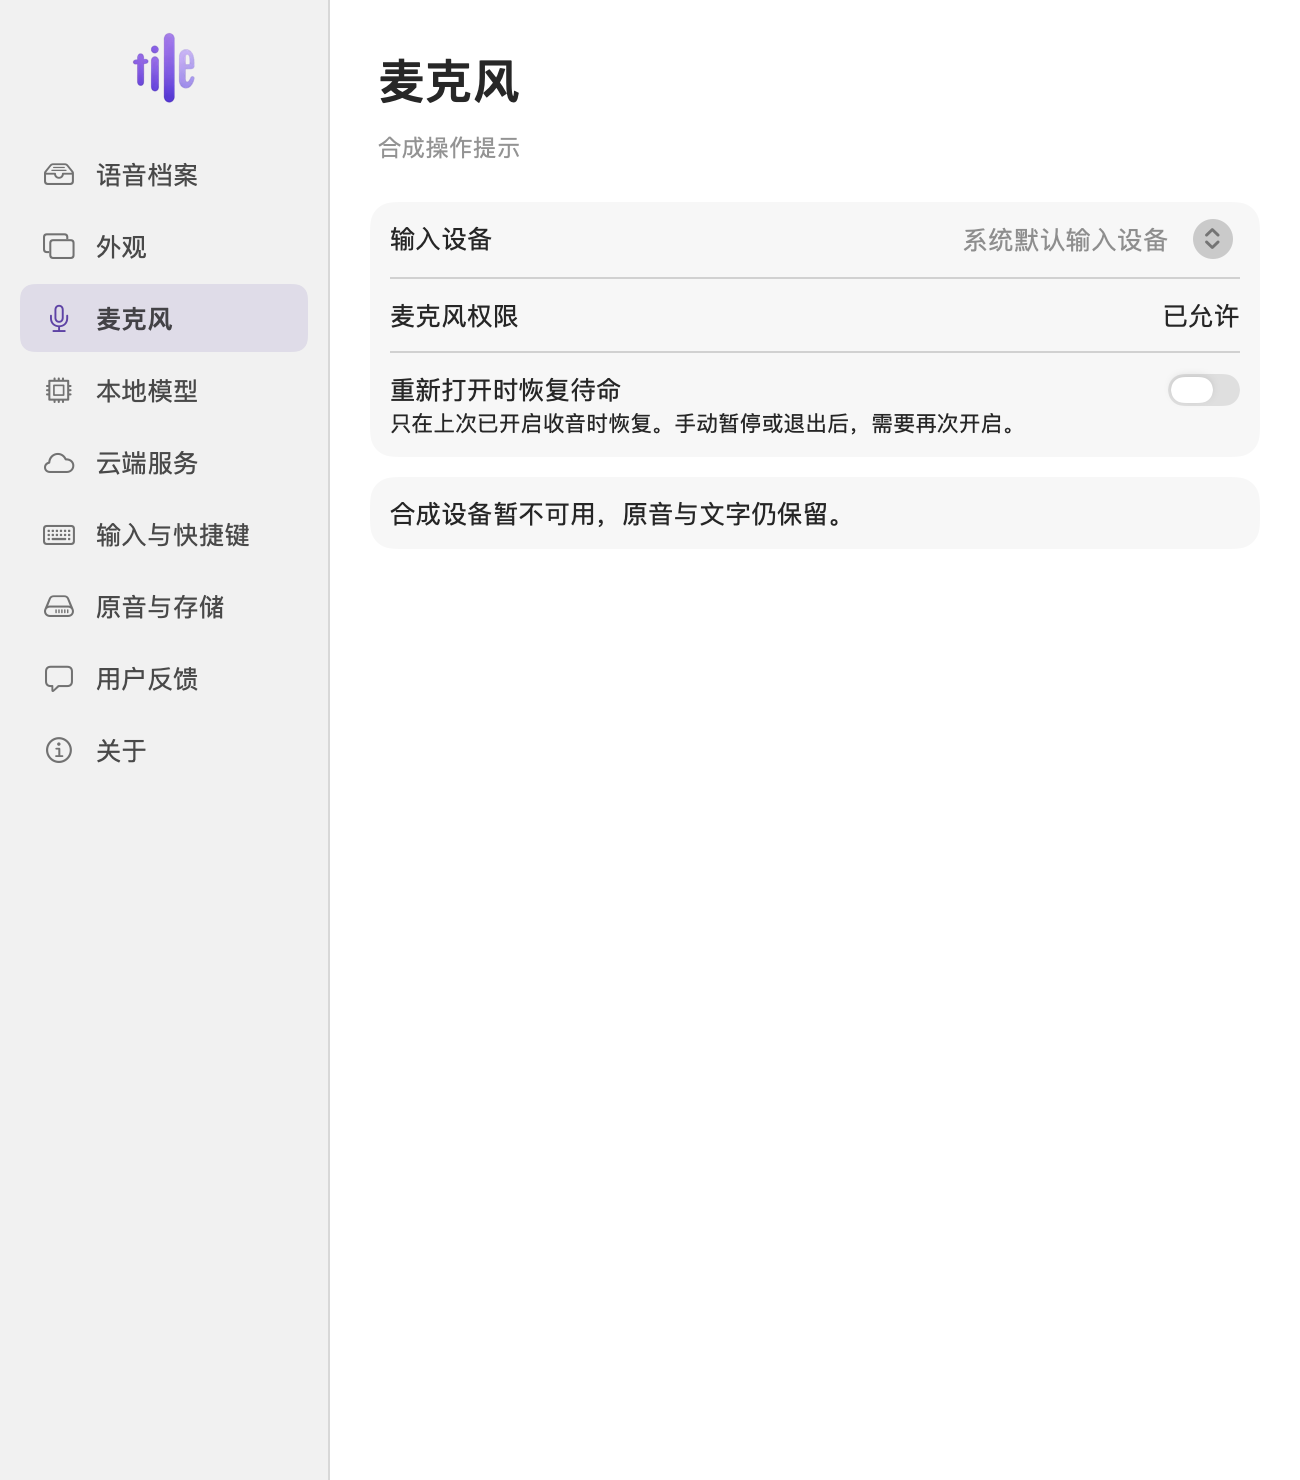 tile
语音档案
外观
麦克风
本地模型
云端服务
输入与快捷键
原音与存储
用户反馈
关于
麦克风
合成操作提示
输入设备 系统默认输入设备
麦克风权限 已允许
重新打开时恢复待命
只在上次已开启收音时恢复。手动暂停或退出后，需要再次开启。
合成设备暂不可用，原音与文字仍保留。